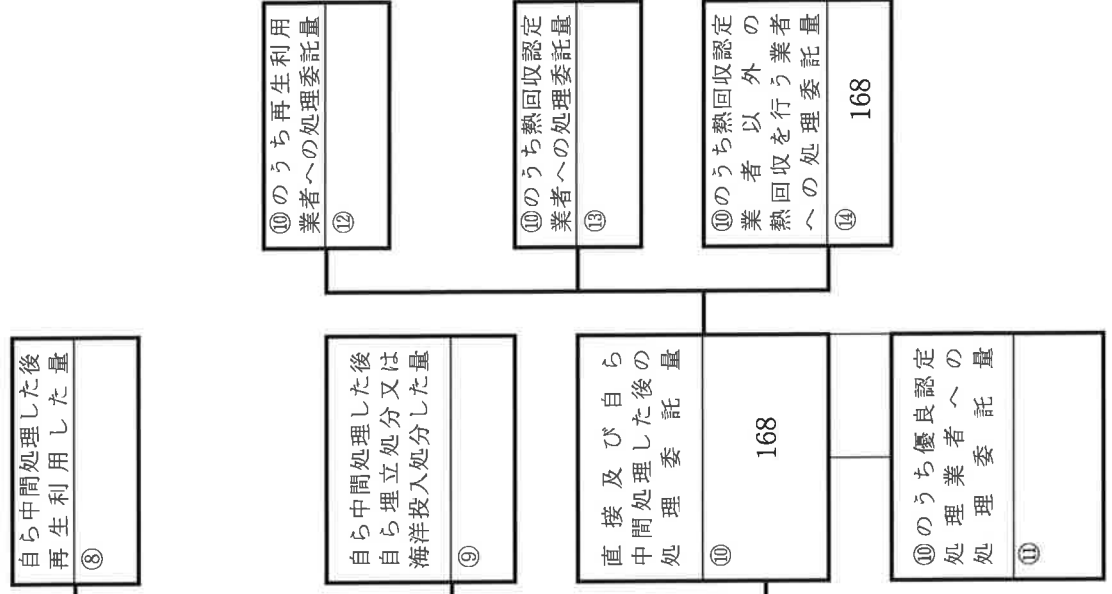 自ら中間処理した後
再生利用した量
⑧
自ら中間処理した後
自ら埋立処分又は
海洋投入処分した量
⑨
直接及び自ら
中間処理した後の
処理委託量
⑩
168
⑩のうち優良認定
処理業者への
処理委託量
⑪
⑩のうち再生利用
業者への処理委託量
⑫
⑩のうち熱回収認定
業者への処理委託量
⑬
⑩のうち熱回収認定
業者以外の
熱回収を行う業者
への処理委託量
⑭
168